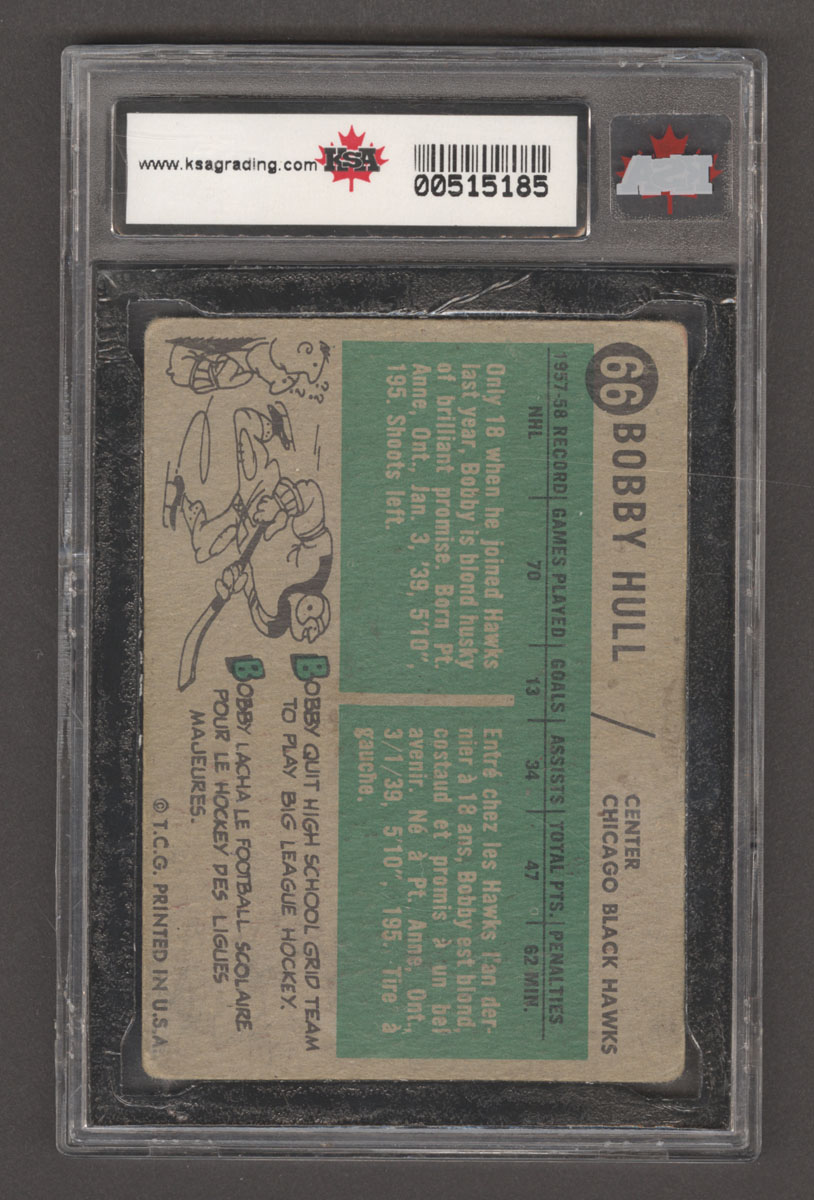 www.ksagrading.com
KSA
00515185
KSA
66 BOBBY HULL / CENTER
CHICAGO BLACK HAWKS
1957-58 RECORD GAMES PLAYED GOALS ASSISTS TOTAL PTS. PENALTIES
NHL 70 13 34 47 62 MIN.
Only 18 when he joined Hawks
last year, Bobby is blond husky
of brilliant promise. Born Pt.
Anne, Ont., Jan. 3, '39, 5'10",
195. Shoots left.
Entré chez les Hawks l'an der-
nier à 18 ans, Bobby est blond,
costaud et promis à un bel
avenir. Né à Pt. Anne, Ont.,
3/1/39, 5'10", 195. Tire à
gauche.
? ? ?
BOBBY QUIT HIGH SCHOOL GRID TEAM
TO PLAY BIG LEAGUE HOCKEY.
BOBBY LACHA LE FOOTBALL SCOLAIRE
POUR LE HOCKEY DES LIGUES
MAJEURES.
© T.C.G. PRINTED IN U.S.A.